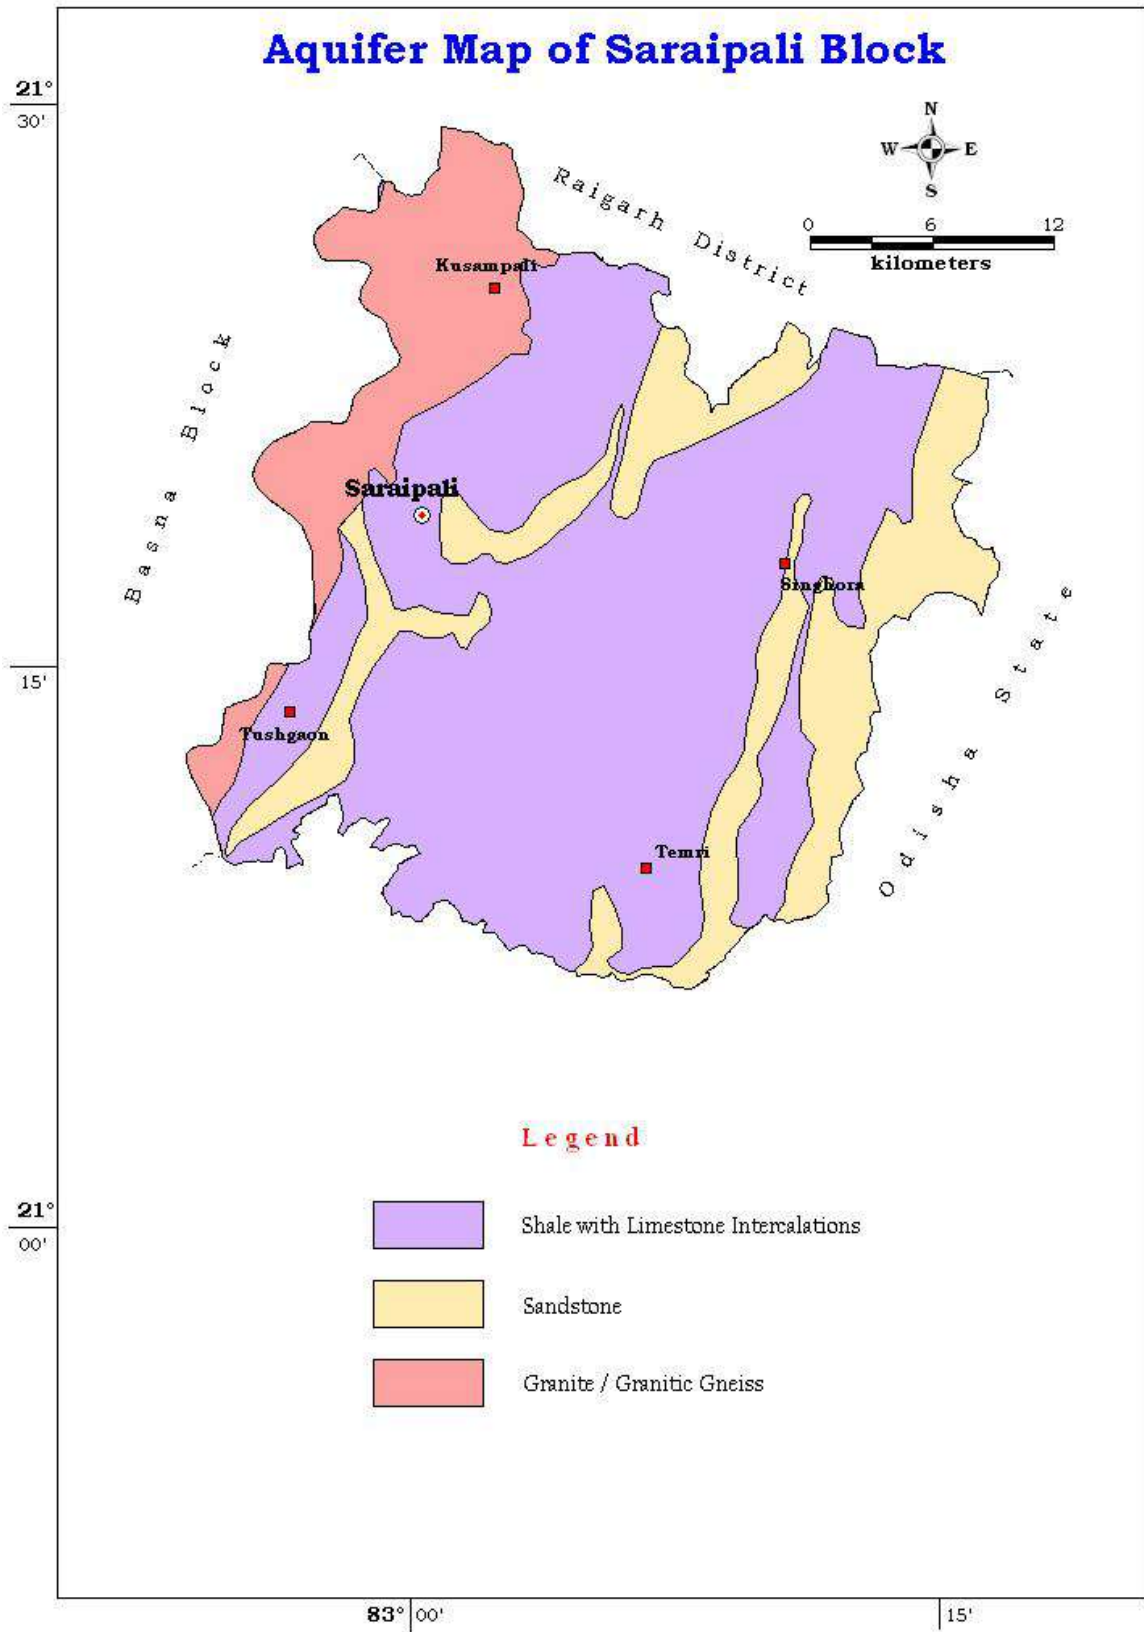 Aquifer Map of Saraipali Block
21°
30'
N
W E
S
Raigarh District
0 6 12
kilometers
Kusampali
Basna Block
Saraipali
Singhora
Odisha State
15'
Tushgaon
Temri
Legend
21°
00'
Shale with Limestone Intercalations
Sandstone
Granite / Granitic Gneiss
83° 00' 15'